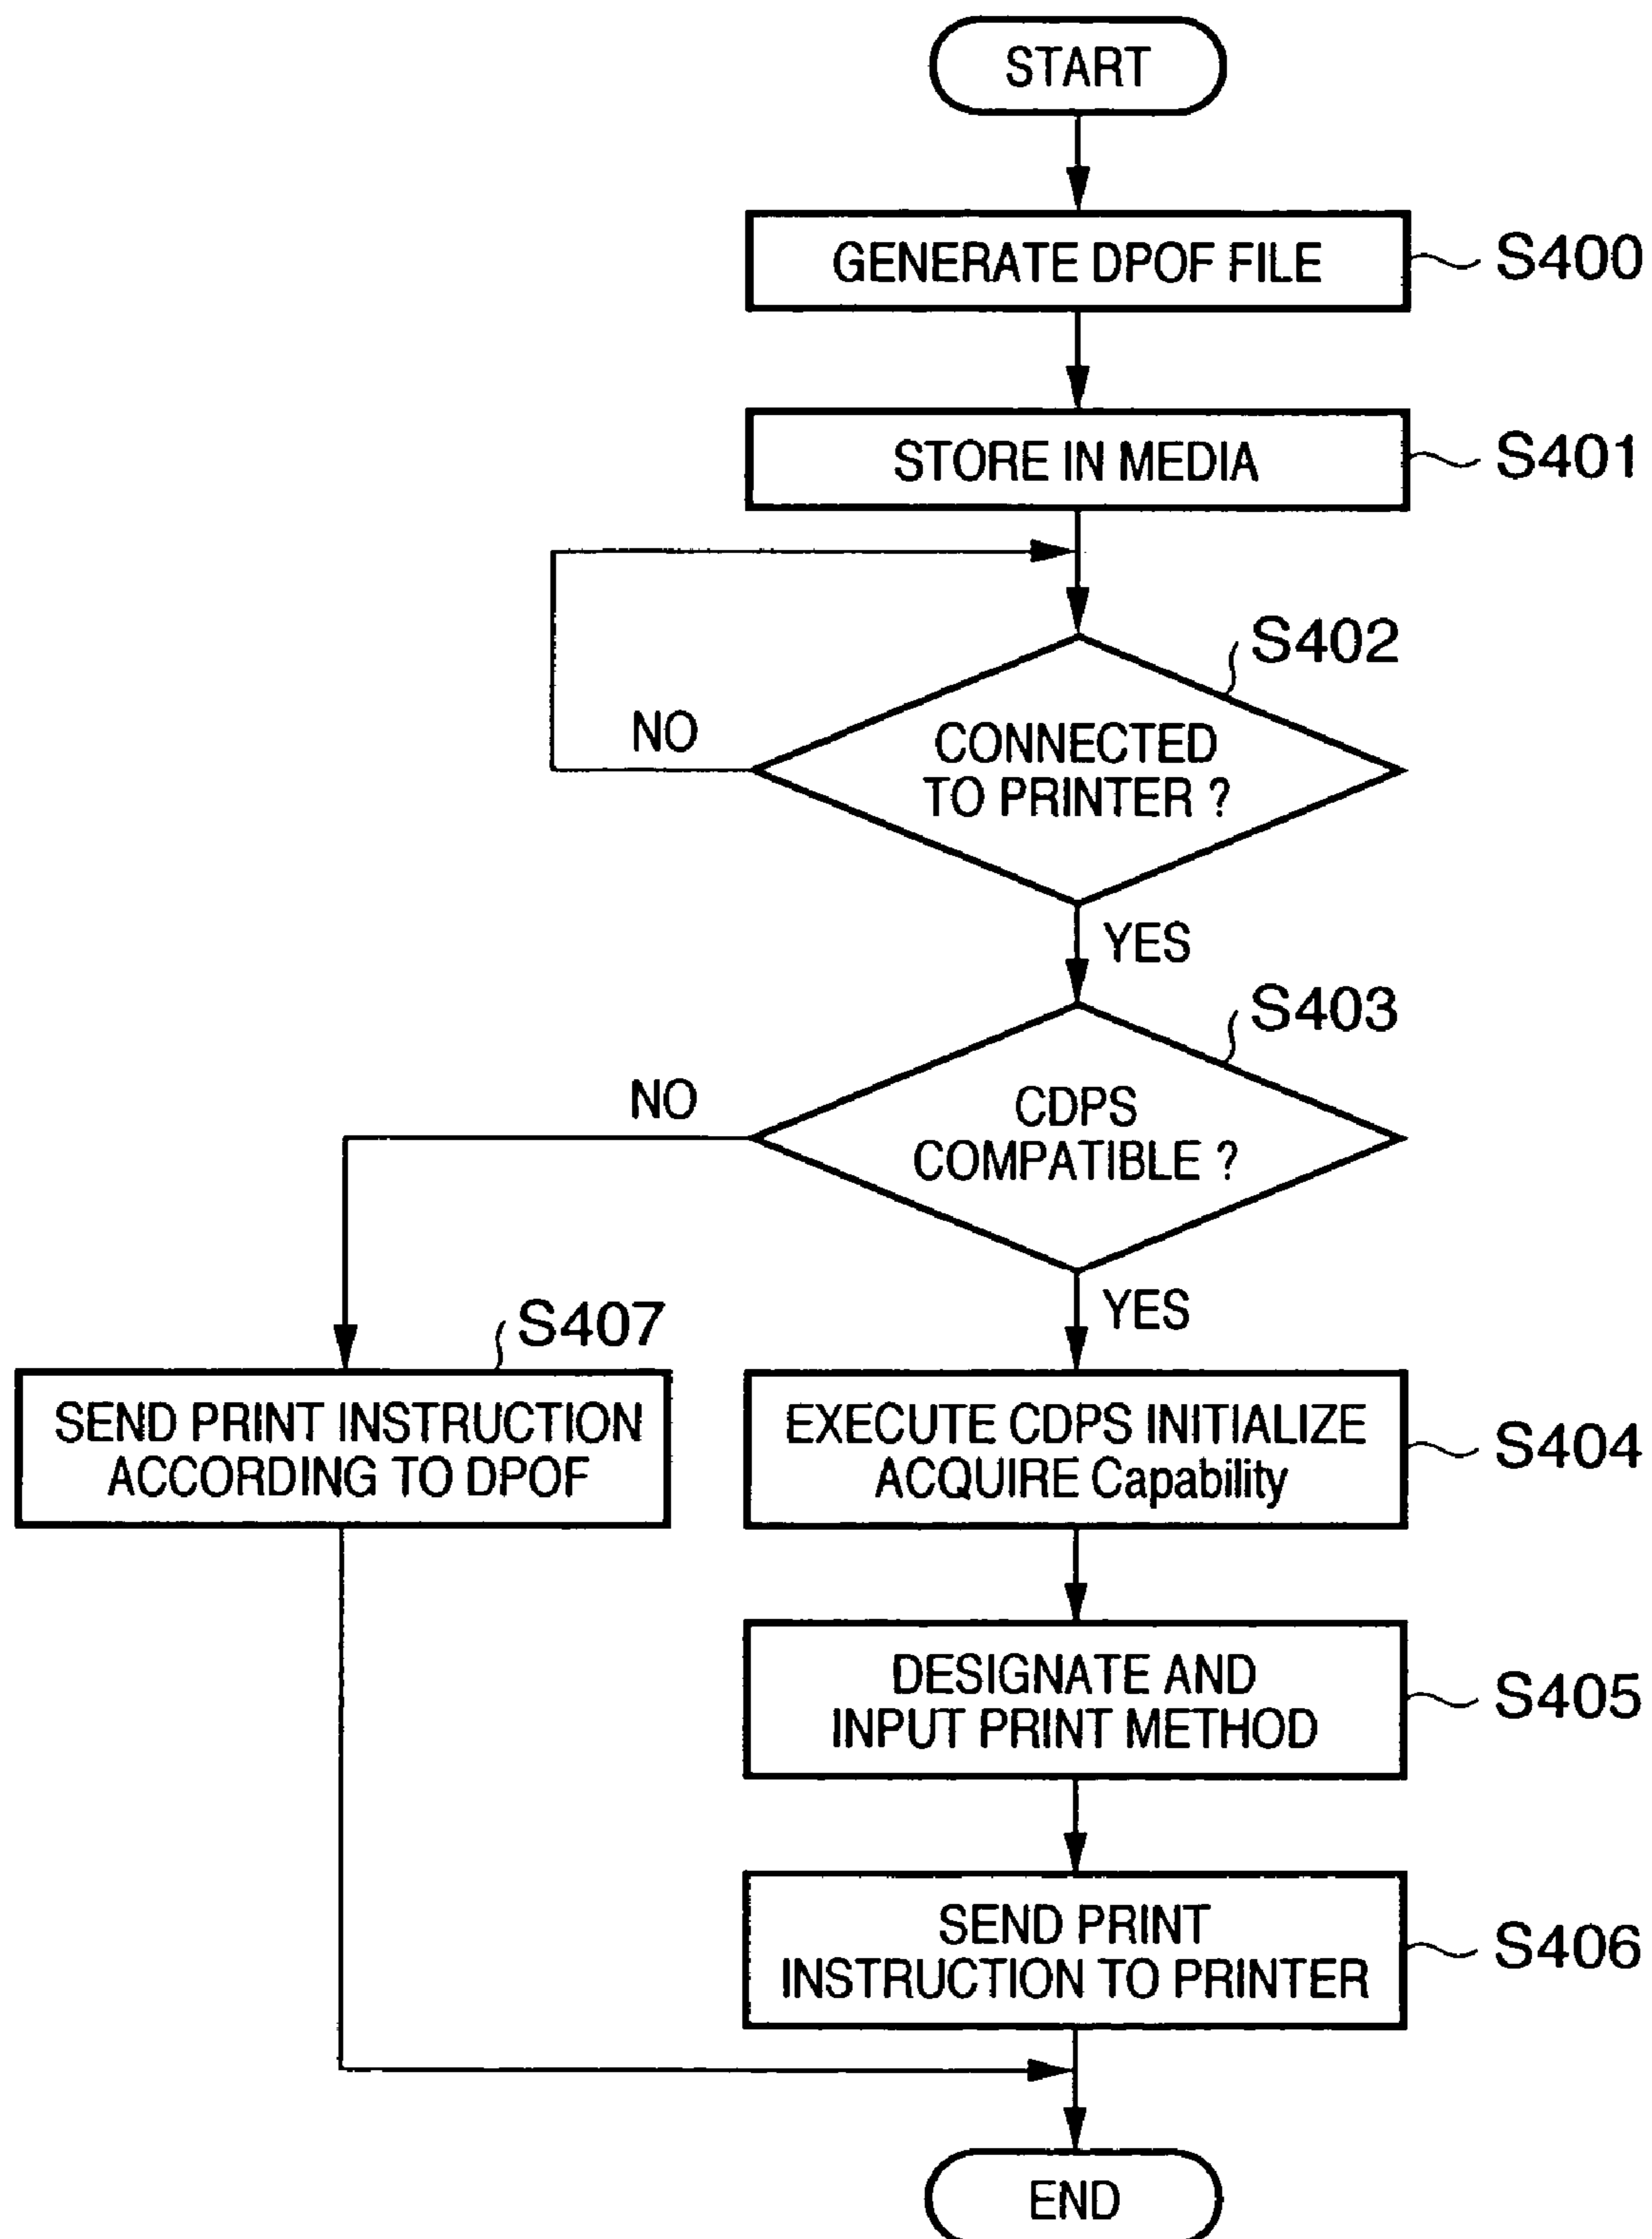 START
GENERATE DPOF FILE
S400
STORE IN MEDIA
S401
S402
NO
CONNECTED
TO PRINTER ?
YES
S403
NO
CDPS
COMPATIBLE ?
YES
S407
SEND PRINT INSTRUCTION
ACCORDING TO DPOF
EXECUTE CDPS INITIALIZE
ACQUIRE Capability
S404
DESIGNATE AND
INPUT PRINT METHOD
S405
SEND PRINT
INSTRUCTION TO PRINTER
S406
END